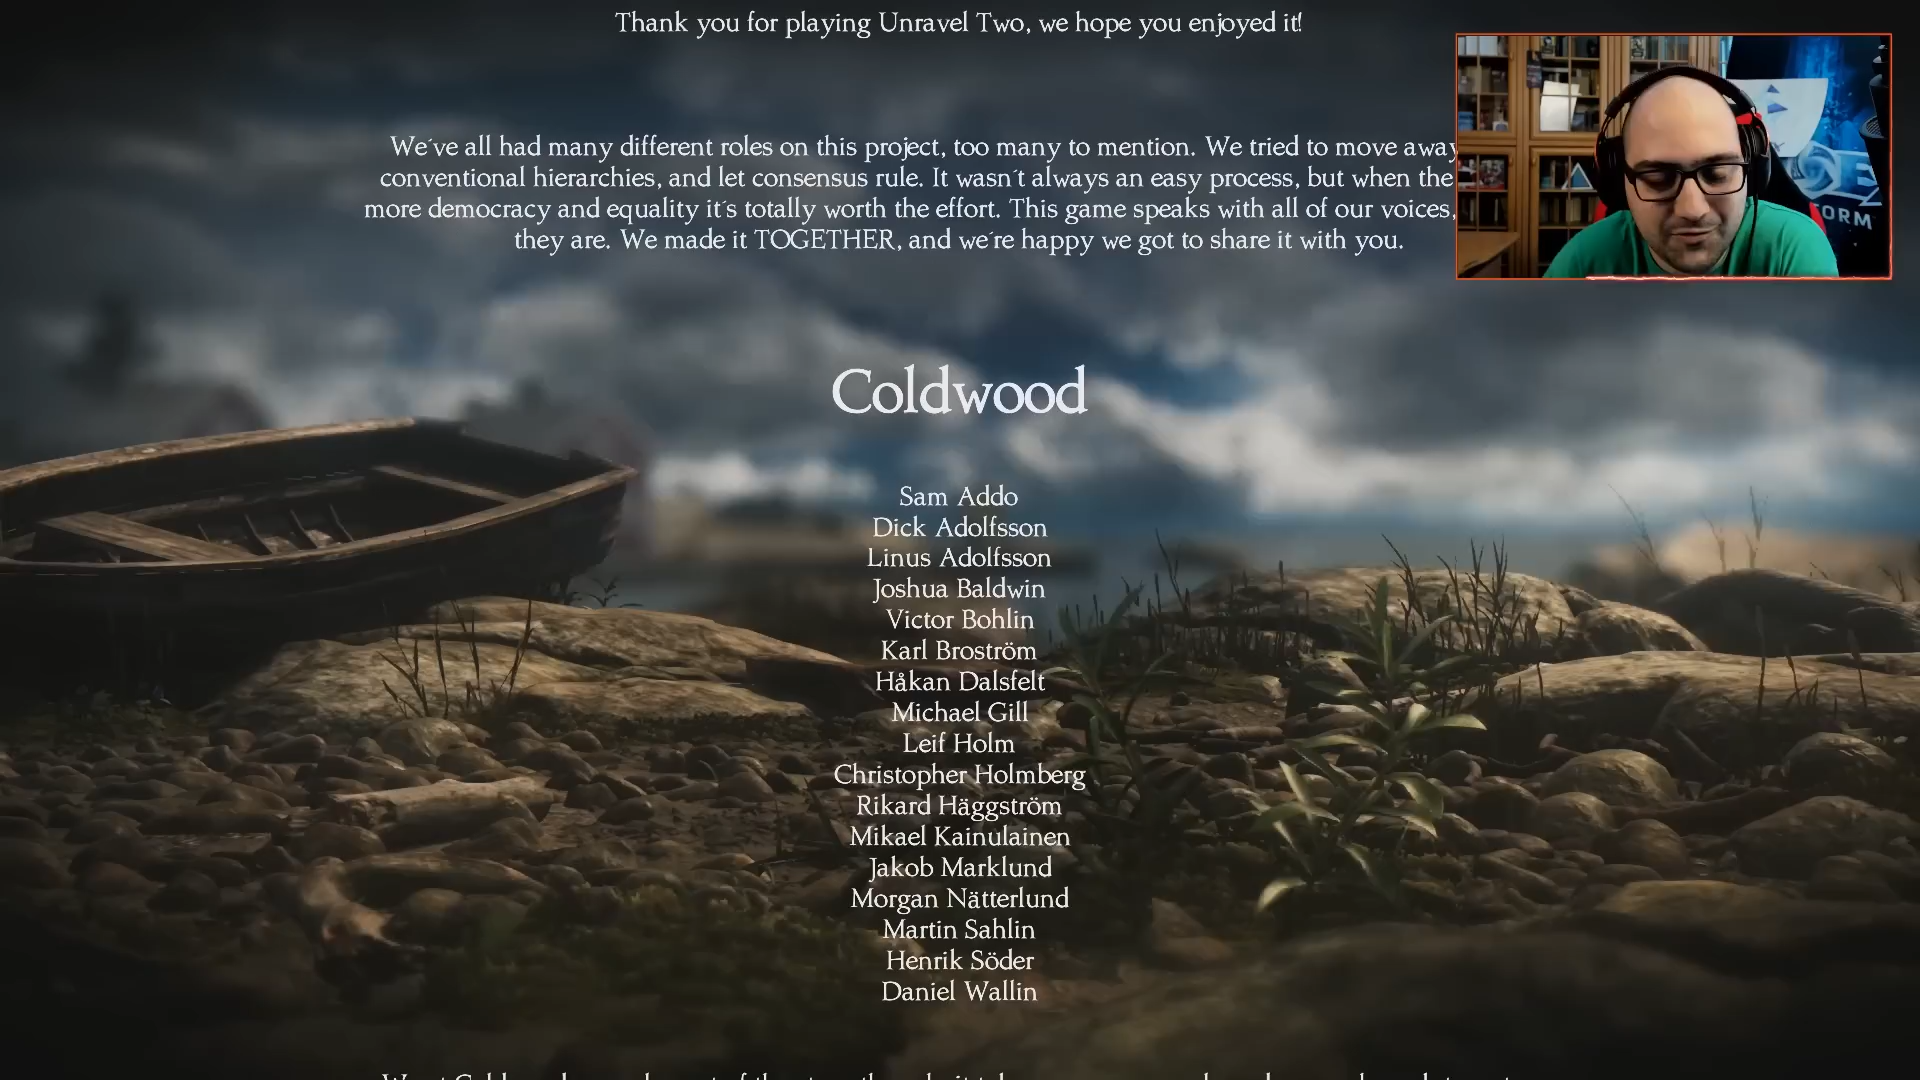 Thank you for playing Unravel Two, we hope you enjoyed it!
We´ve all had many different roles on this project, too many to mention. We tried to move away
conventional hierarchies, and let consensus rule. It wasn´t always an easy process, but when the
more democracy and equality it´s totally worth the effort. This game speaks with all of our voices,
they are. We made it TOGETHER, and we´re happy we got to share it with you.
Coldwood
Sam Addo
Dick Adolfsson
Linus Adolfsson
Joshua Baldwin
Victor Bohlin
Karl Broström
Håkan Dalsfelt
Michael Gill
Leif Holm
Christopher Holmberg
Rikard Häggström
Mikael Kainulainen
Jakob Marklund
Morgan Nätterlund
Martin Sahlin
Henrik Söder
Daniel Wallin